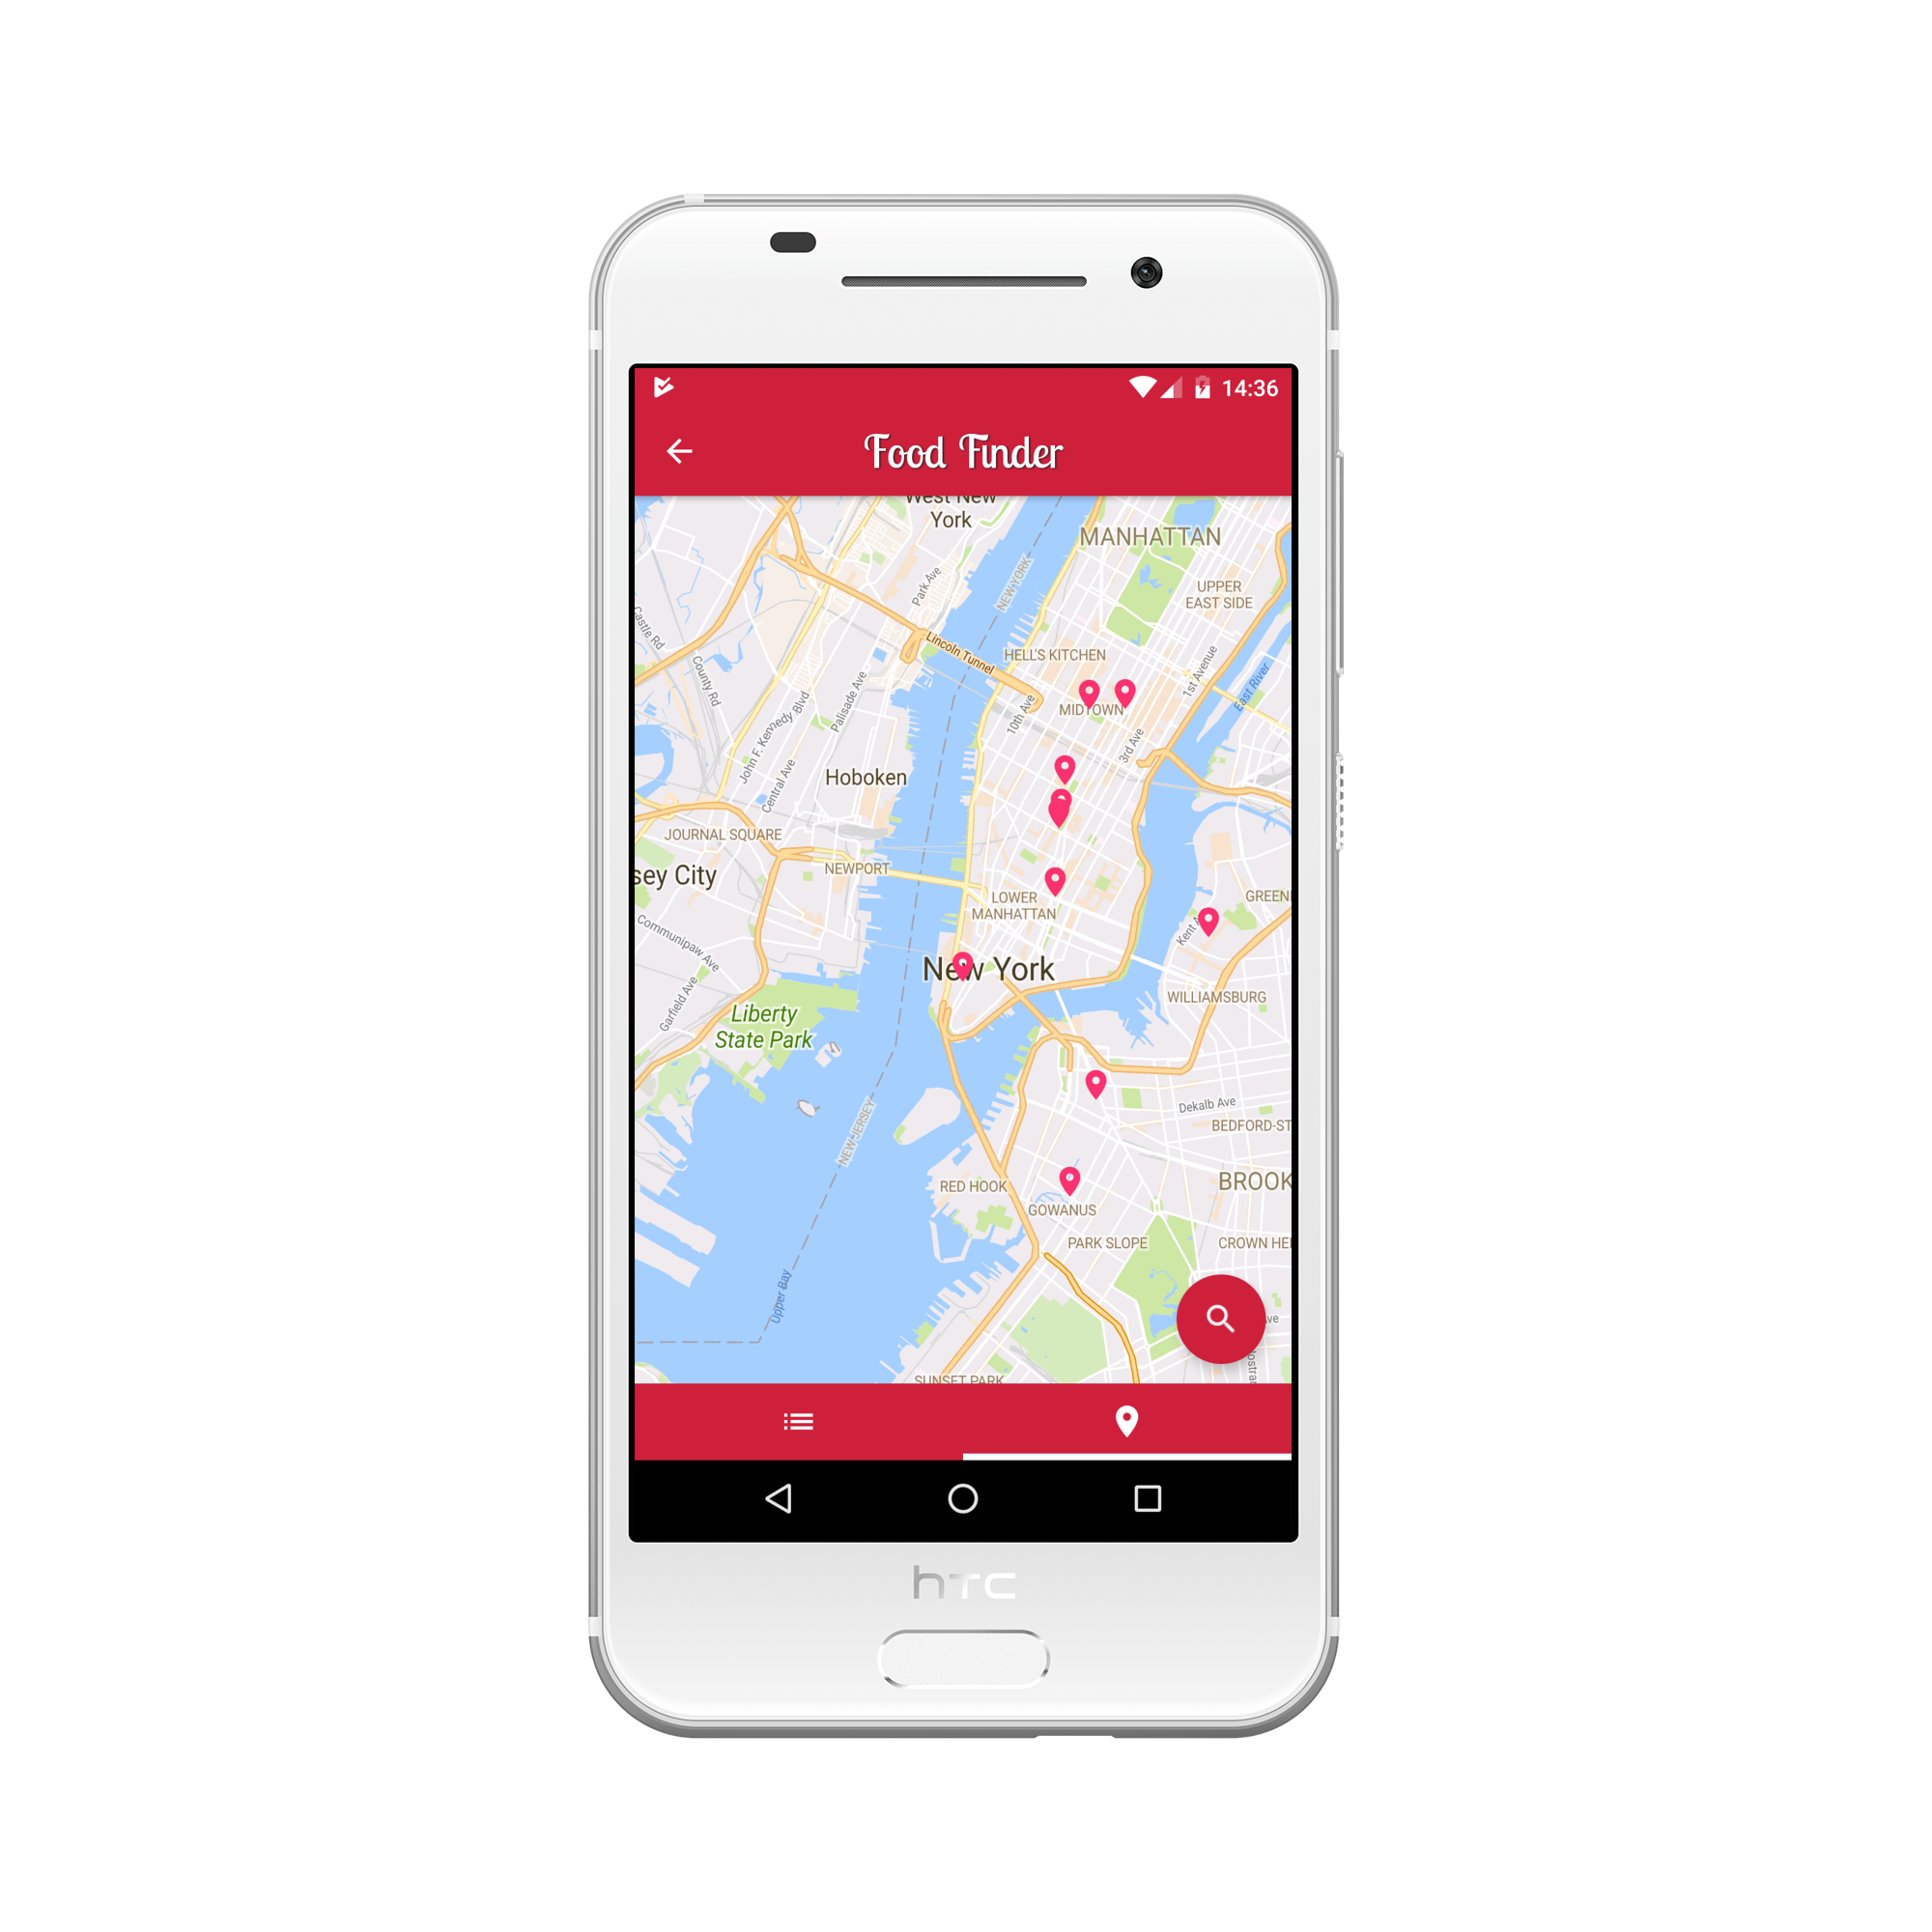 14:36
Food Finder
West New
York
MANHATTAN
NEW YORK
Park Ave
UPPER
EAST SIDE
Castle Rd
Lincoln Tunnel
HELL'S KITCHEN
County Rd
1st Avenue
East River
Palisade Ave
John F. Kennedy Blvd
10th Ave
MIDTOWN
3rd Ave
Central Ave
Hoboken
JOURNAL SQUARE
NEWPORT
sey City
LOWER
MANHATTAN
GREEN
Kent A
Communipaw Ave
New York
WILLIAMSBURG
Garfield Ave
Liberty
State Park
NEW JERSEY
Dekalb Ave
BEDFORD-ST
BROOK
RED HOOK
GOWANUS
PARK SLOPE
CROWN HE
Upper Bay
ve
ostra
SUNSET PARK
htc